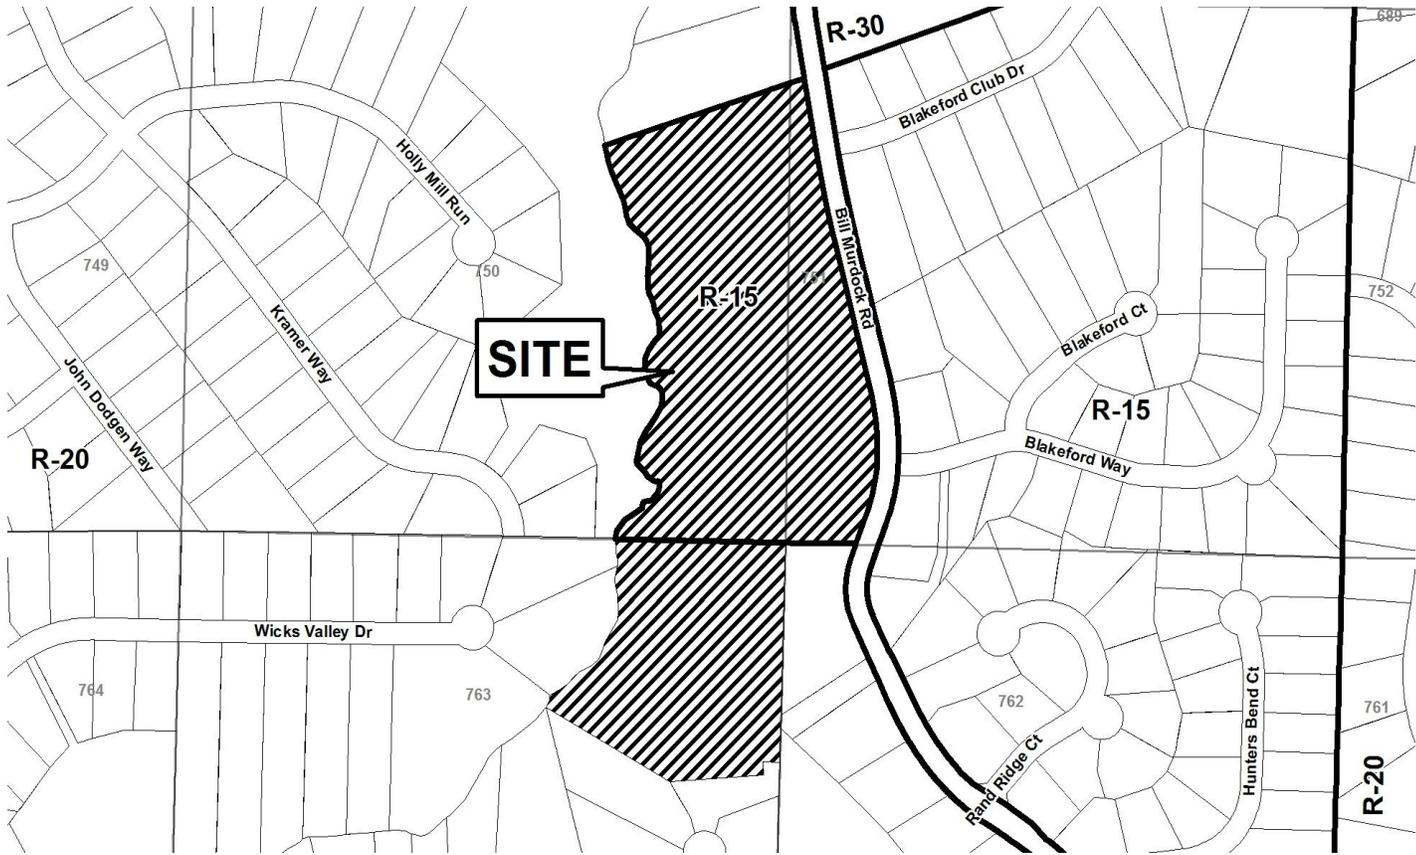 689
R-30
Blakeford Club Dr
Holly Mill Run
749
750
R-15
751
Bill Murdock Rd
752
Kramer Way
SITE
Blakeford Ct
John Dodgen Way
R-15
R-20
Blakeford Way
Wicks Valley Dr
764
763
762
761
Hunters Bend Ct
Rand Ridge Ct
R-20